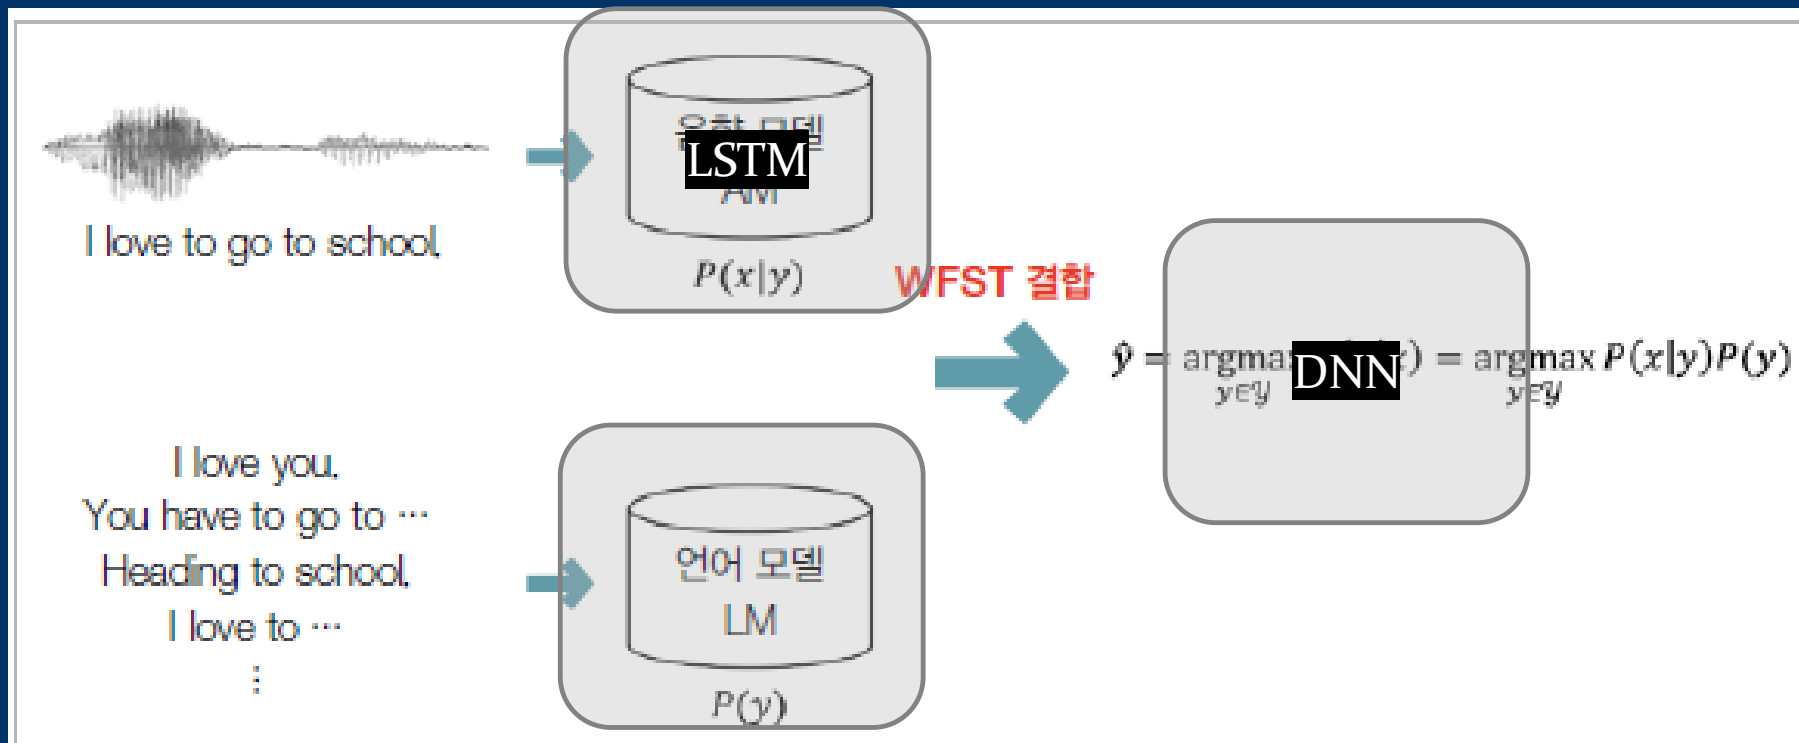 LSTM
I love to go to school.
P(x|y)
WFST 결합
ŷ = argma DNN ) = argmax P(x|y)P(y)
y∈𝒴 y∈𝒴
I love you.
You have to go to ⋯
Heading to school.
I love to ⋯
⋮
언어 모델
LM
P(y)